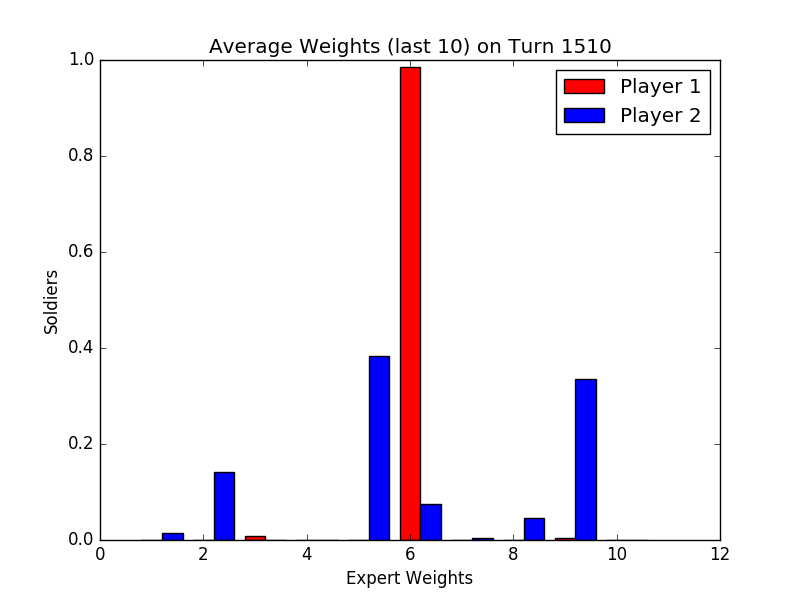 Average Weights (last 10) on Turn 1510
1.0
0.8
0.6
0.4
0.2
0.0
Soldiers
Player 1
Player 2
0 2 4 6 8 10 12
Expert Weights